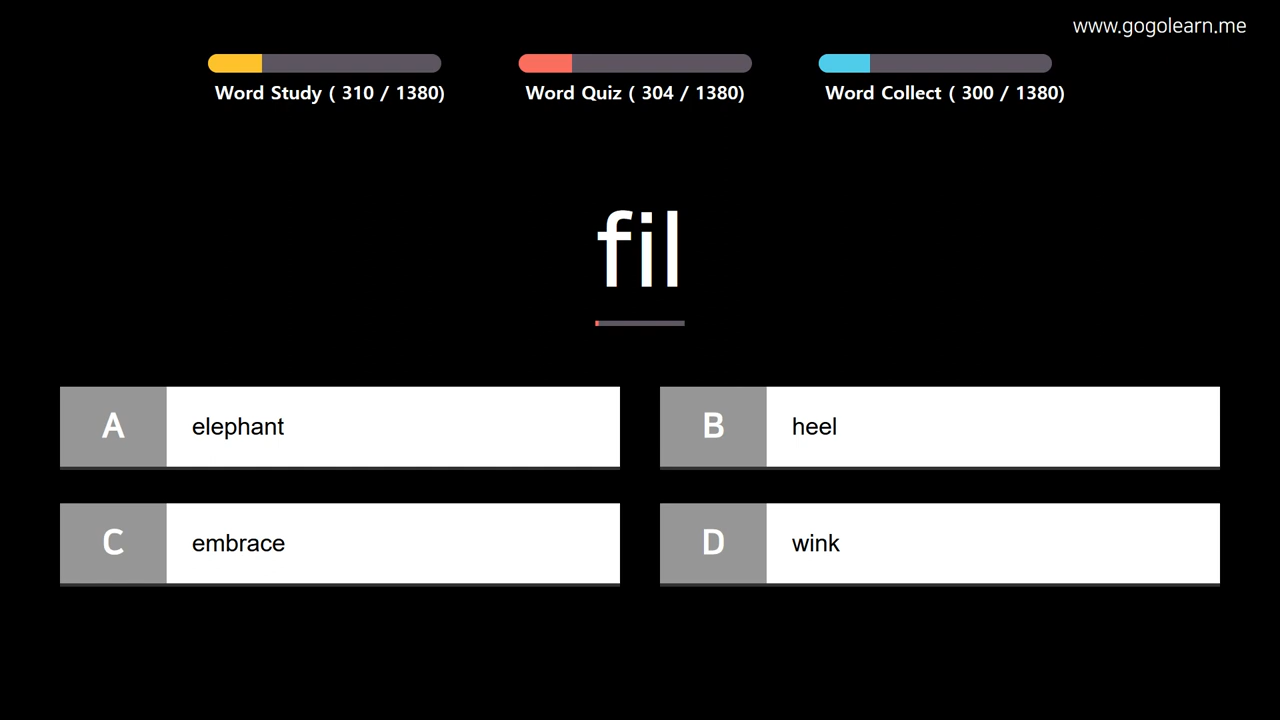 www.gogolearn.me
Word Study ( 310 / 1380)
Word Quiz ( 304 / 1380)
Word Collect ( 300 / 1380)
fil
A
elephant
B
heel
C
embrace
D
wink